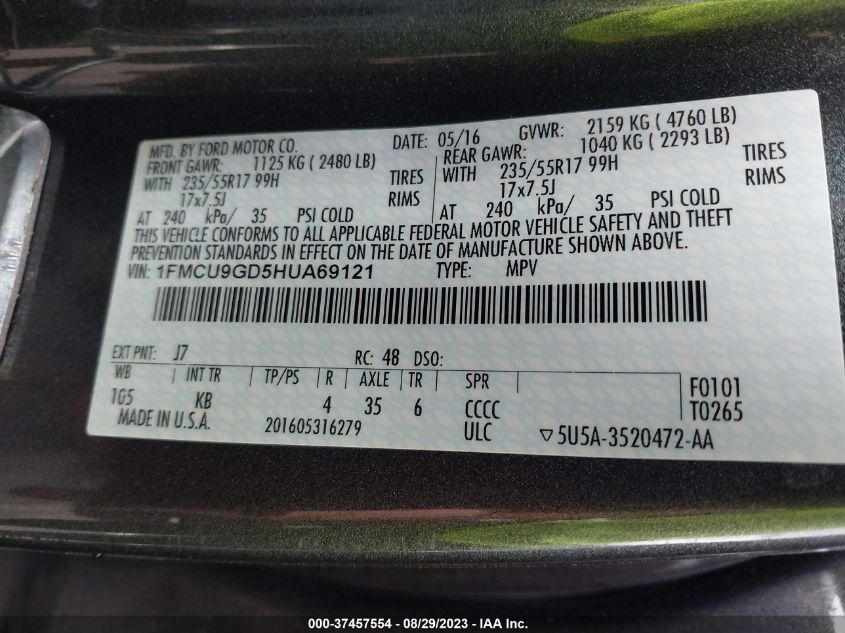 MFD. BY FORD MOTOR CO. DATE: 05/16 GVWR: 2159 KG ( 4760 LB)
FRONT GAWR: 1125 KG ( 2480 LB) REAR GAWR: 1040 KG ( 2293 LB)
WITH 235/55R17 99H TIRES WITH 235/55R17 99H TIRES
17x7.5J RIMS 17x7.5J RIMS
AT 240 kPa/ 35 PSI COLD AT 240 kPa/ 35 PSI COLD
THIS VEHICLE CONFORMS TO ALL APPLICABLE FEDERAL MOTOR VEHICLE SAFETY AND THEFT
PREVENTION STANDARDS IN EFFECT ON THE DATE OF MANUFACTURE SHOWN ABOVE.
VIN: 1FMCU9GD5HUA69121 TYPE: MPV
EXT PNT: J7 RC: 48 DSO:
WB INT TR TP/PS R AXLE TR SPR F0101
105 KB 4 35 6 CCCC T0265
MADE IN U.S.A. 201605316279 ULC ▽5U5A-3520472-AA
000-37457554 - 08/29/2023 - IAA Inc.